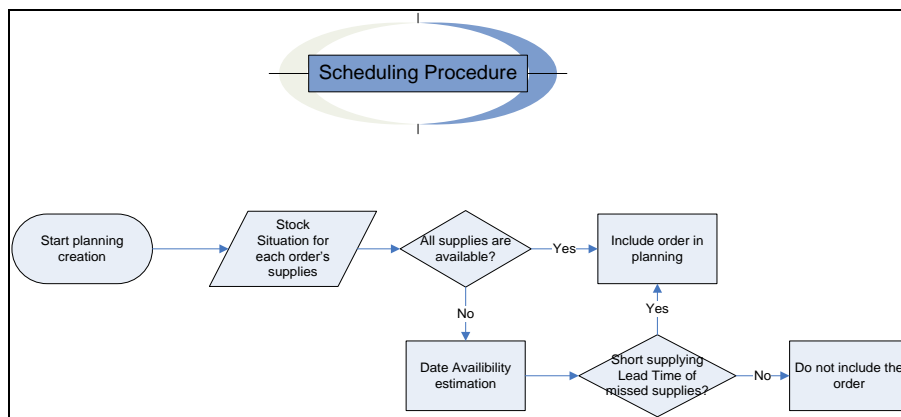 Scheduling Procedure
Start planning
creation
Stock
Situation for
each order's
supplies
All supplies are
available?
Yes
Include order in
planning
No
Yes
Date Availibility
estimation
Short supplying
Lead Time of
missed supplies?
No
Do not include the
order